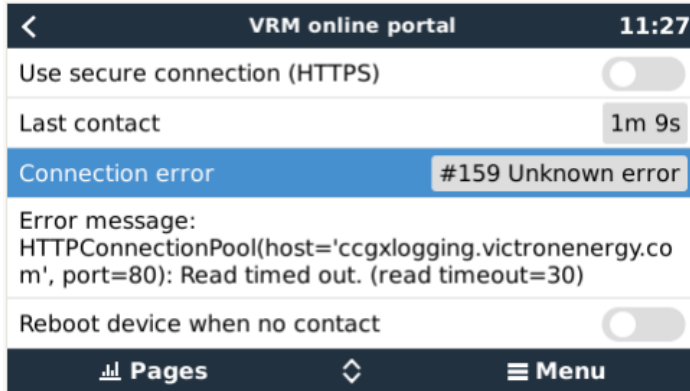 VRM online portal 11:27
Use secure connection (HTTPS)
Last contact 1m 9s
Connection error #159 Unknown error
Error message:
HTTPConnectionPool(host='ccgxlogging.victronenergy.co
m', port=80): Read timed out. (read timeout=30)
Reboot device when no contact
Pages Menu